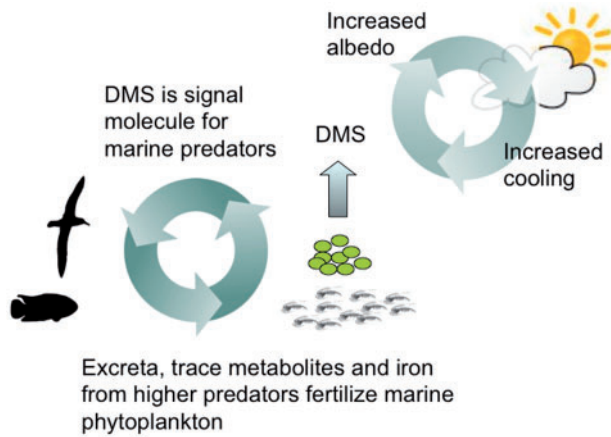 Increased
albedo
DMS is signal
molecule for
marine predators
DMS
Increased
cooling
Excreta, trace metabolites and iron
from higher predators fertilize marine
phytoplankton